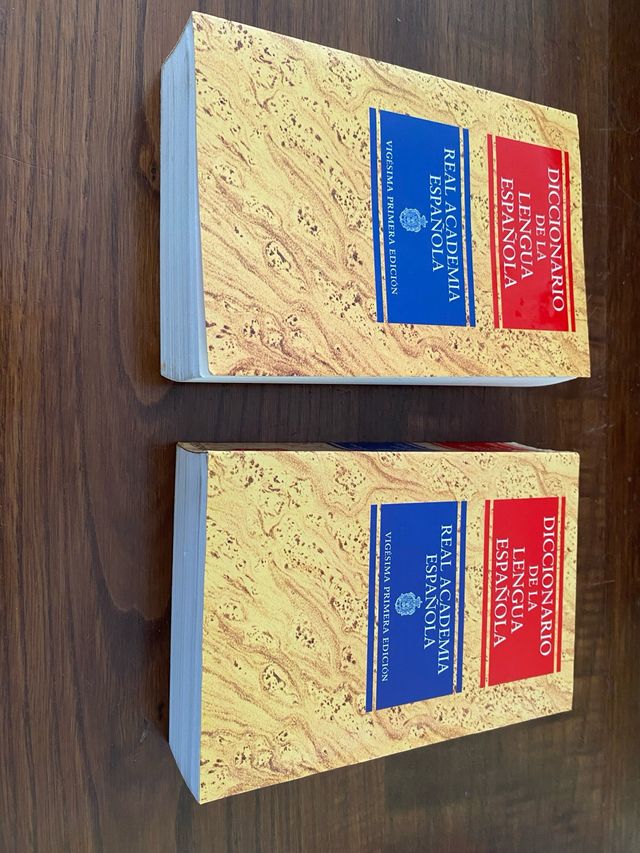 DICCIONARIO
DE LA
LENGUA
ESPAÑOLA
REAL ACADEMIA
ESPAÑOLA
VIGÉSIMA PRIMERA EDICIÓN
DICCIONARIO
DE LA
LENGUA
ESPAÑOLA
REAL ACADEMIA
ESPAÑOLA
VIGÉSIMA PRIMERA EDICIÓN